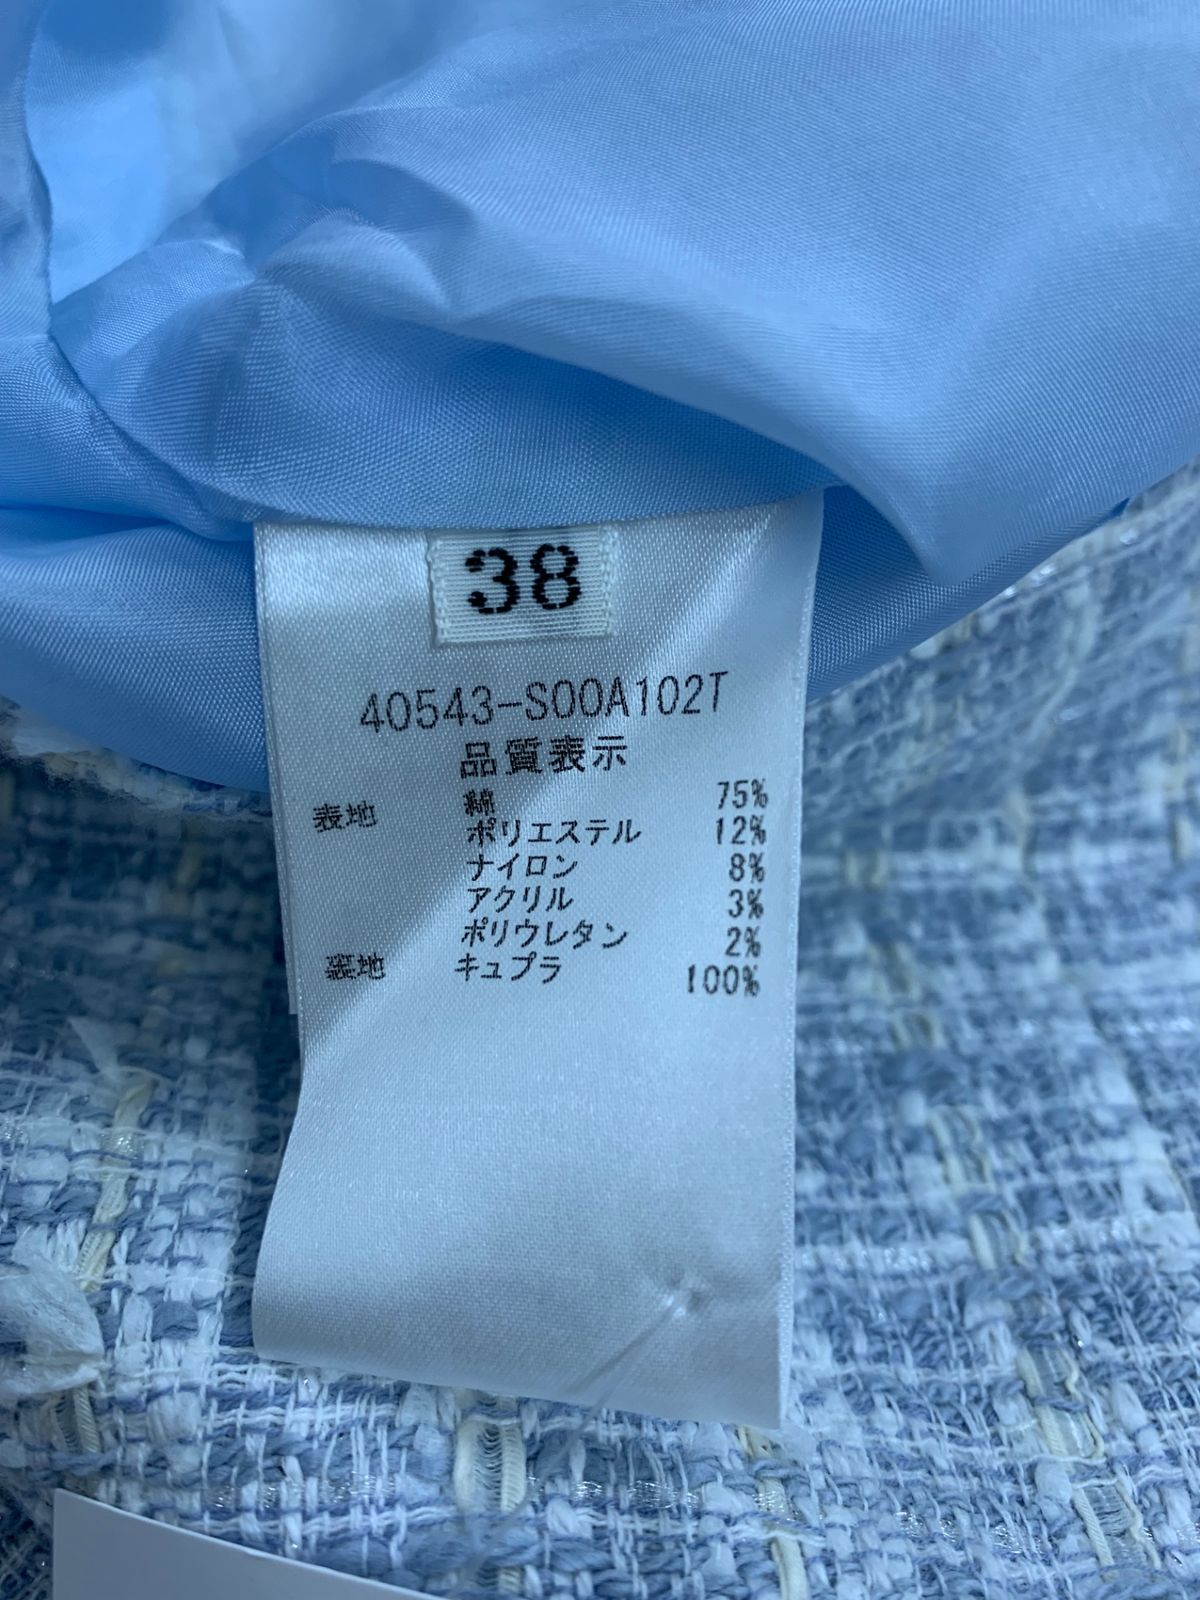 38
40543-S00A102T
品質表示
表地 綿 75%
ポリエステル 12%
ナイロン 8%
アクリル 3%
ポリウレタン 2%
裏地 キュプラ 100%